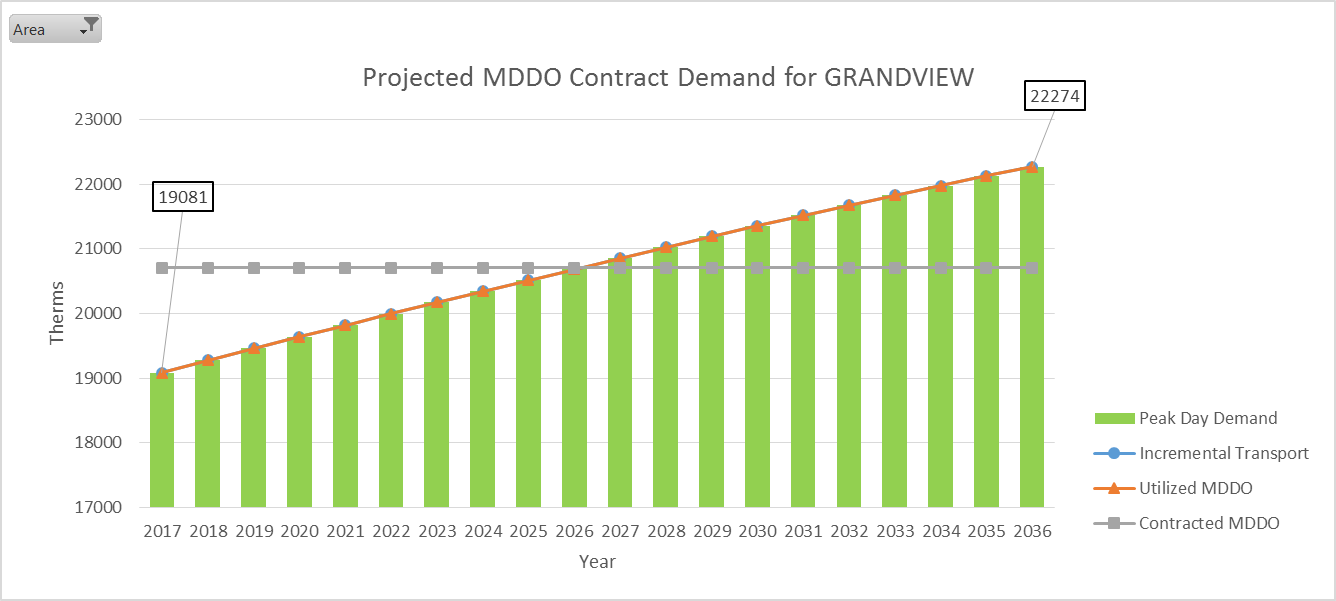 Area
Projected MDDO Contract Demand for GRANDVIEW
22274
23000
22000
19081
21000
20000
19000
18000
17000
Therms
2017 2018 2019 2020 2021 2022 2023 2024 2025 2026 2027 2028 2029 2030 2031 2032 2033 2034 2035 2036
Year
Peak Day Demand
Incremental Transport
Utilized MDDO
Contracted MDDO